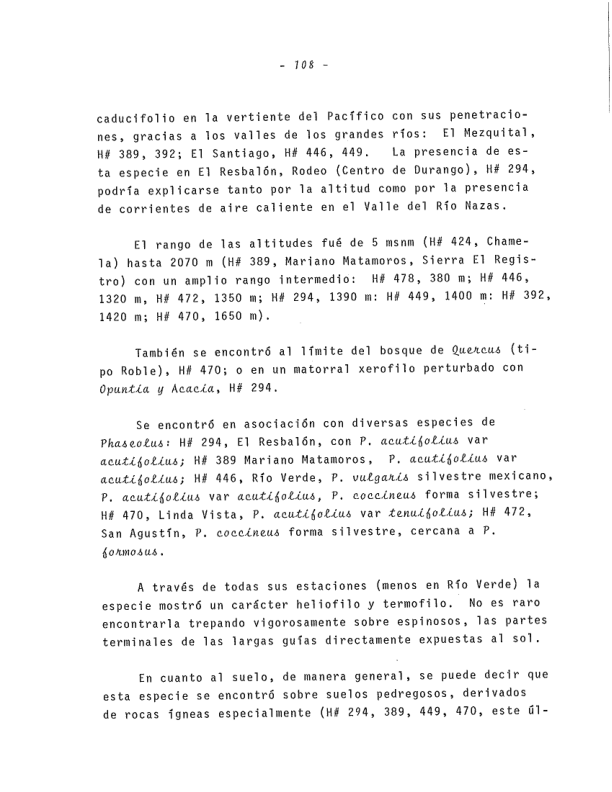 - 108 -
caducifolio en la vertiente del Pacífico con sus penetracio-
nes, gracias a los valles de los grandes ríos: El Mezquital,
H# 389, 392; El Santiago, H# 446, 449. La presencia de es-
ta especie en El Resbalón, Rodeo (Centro de Durango), H# 294,
podría explicarse tanto por la altitud como por la presencia
de corrientes de aire caliente en el Valle del Río Nazas.
El rango de las altitudes fué de 5 msnm (H# 424, Chame-
la) hasta 2070 m (H# 389, Mariano Matamoros, Sierra El Regis-
tro) con un amplio rango intermedio: H# 478, 380 m; H# 446,
1320 m, H# 472, 1350 m; H# 294, 1390 m: H# 449, 1400 m: H# 392,
1420 m; H# 470, 1650 m).
También se encontró al límite del bosque de Quercus (ti-
po Roble), H# 470; o en un matorral xerofilo perturbado con
Opuntia y Acacia, H# 294.
Se encontró en asociación con diversas especies de
Phaseolus: H# 294, El Resbalón, con P. acutifolius var
acutifolius; H# 389 Mariano Matamoros, P. acutifolius var
acutifolius; H# 446, Río Verde, P. vulgaris silvestre mexicano,
P. acutifolius var acutifolius, P. coccineus forma silvestre;
H# 470, Linda Vista, P. acutifolius var tenuifolius; H# 472,
San Agustín, P. coccineus forma silvestre, cercana a P.
formosus.
A través de todas sus estaciones (menos en Río Verde) la
especie mostró un carácter heliofilo y termofilo. No es raro
encontrarla trepando vigorosamente sobre espinosos, las partes
terminales de las largas guías directamente expuestas al sol.
En cuanto al suelo, de manera general, se puede decir que
esta especie se encontró sobre suelos pedregosos, derivados
de rocas ígneas especialmente (H# 294, 389, 449, 470, este úl-